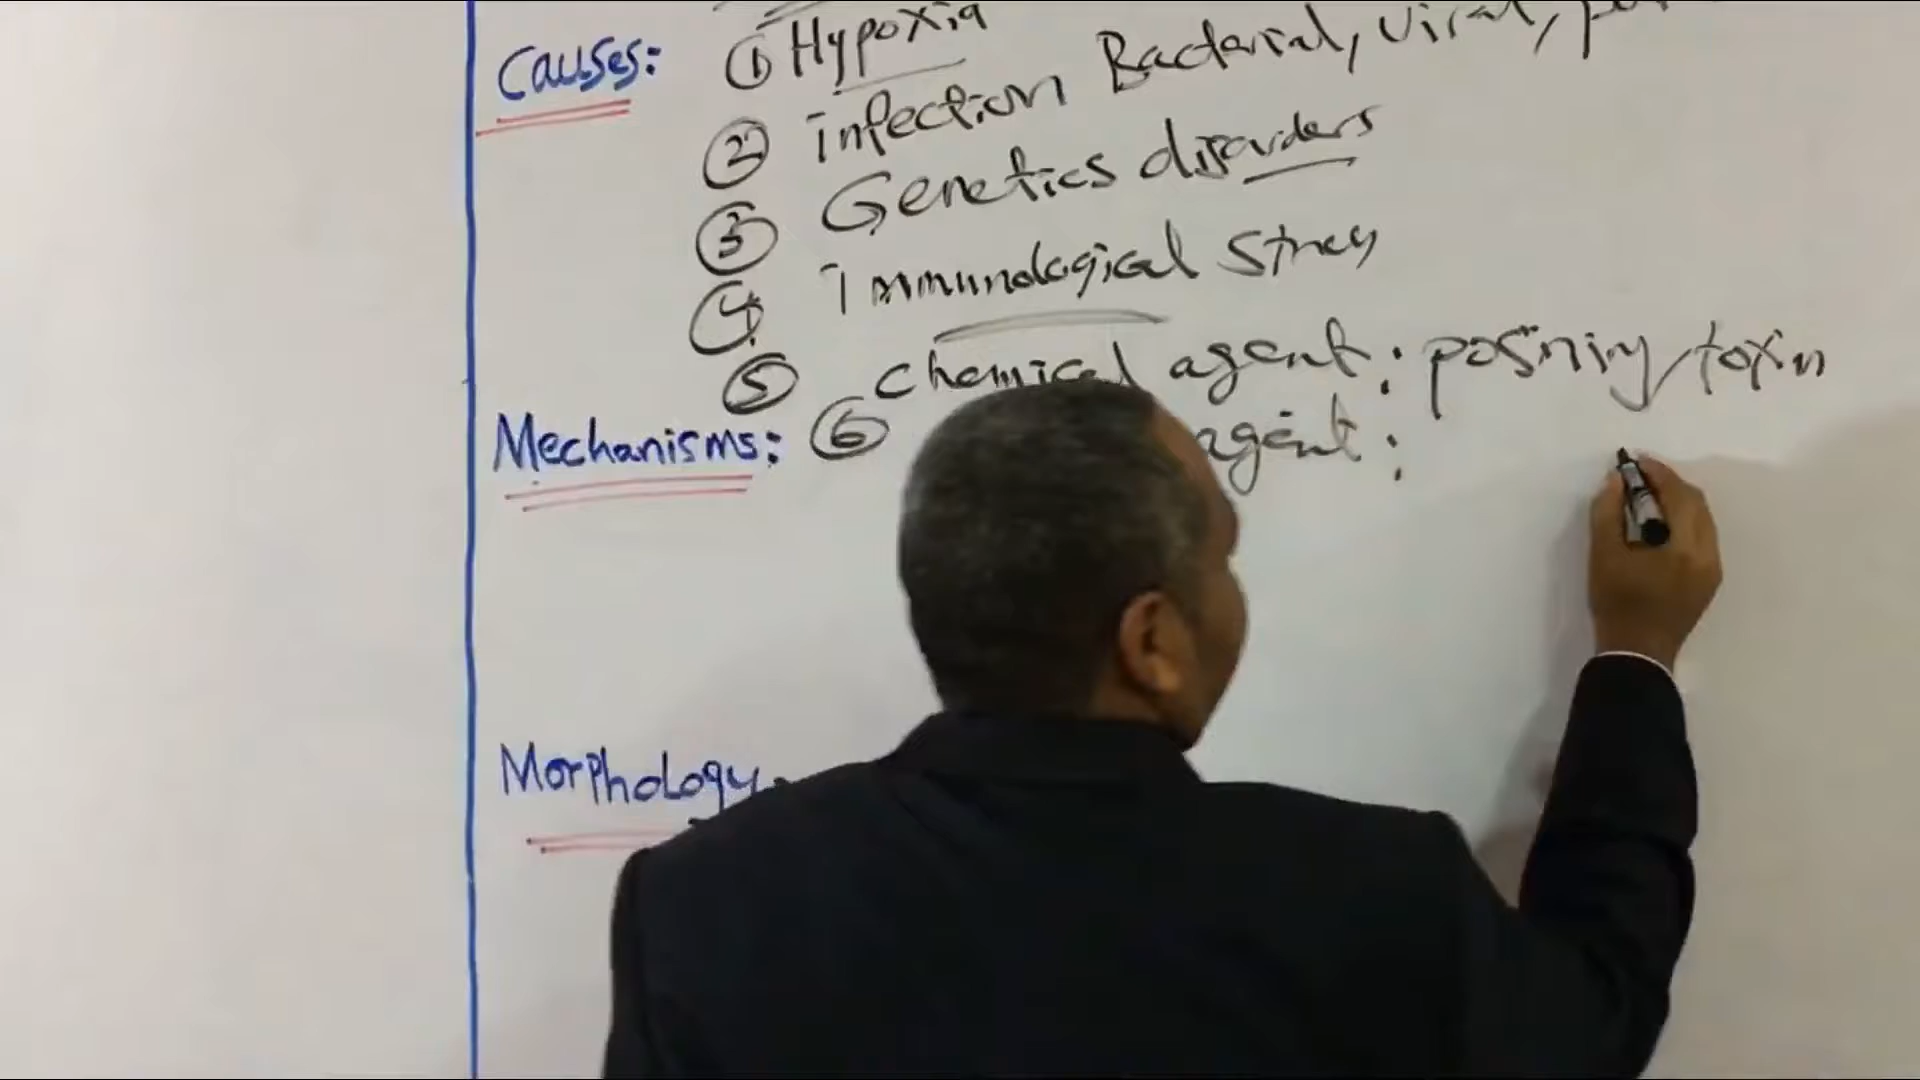 Causes: ① Hypoxia
② infection Bacterial, viral,
③ Genetics disorders
④ Immunological stress
⑤ chemical agent: /toxin
Mechanisms: ⑥ agent:
Morphology